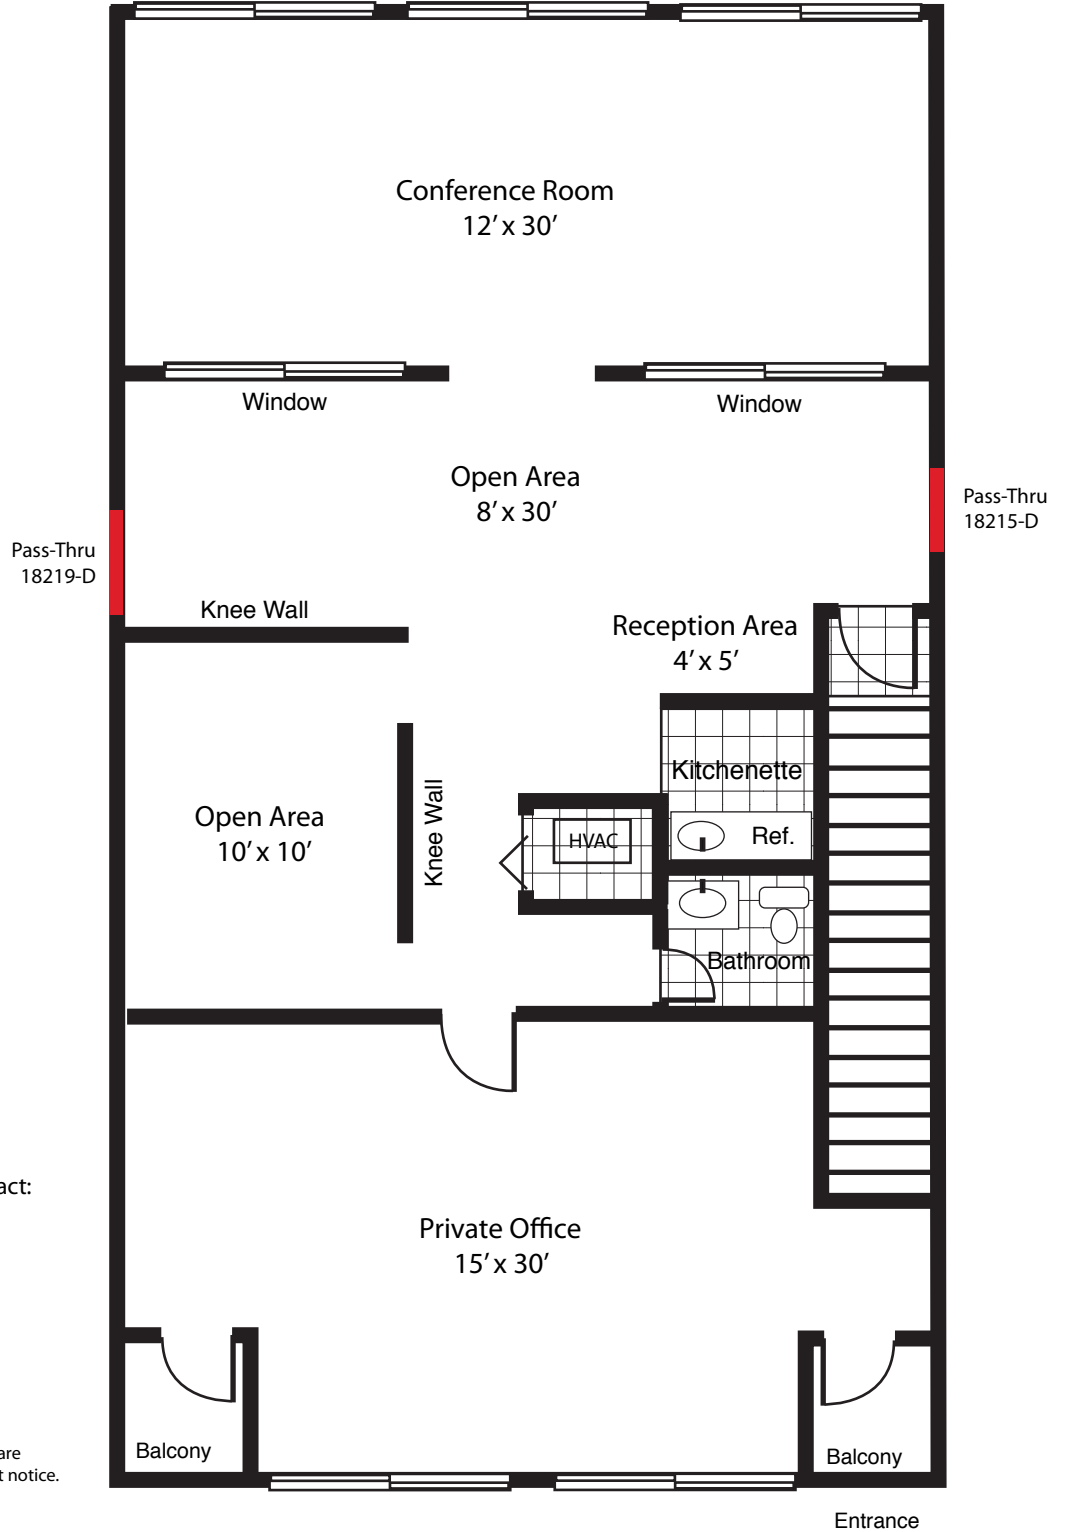 Conference Room
12’ x 30’
Window
Window
Open Area
8’ x 30’
Pass-Thru
18215-D
Pass-Thru
18219-D
Knee Wall
Reception Area
4’ x 5’
Kitchenette
Knee Wall
Open Area
10’ x 10’
HVAC
Ref.
Bathroom
act:
Private Office
15’ x 30’
Balcony
Balcony
are
t notice.
Entrance